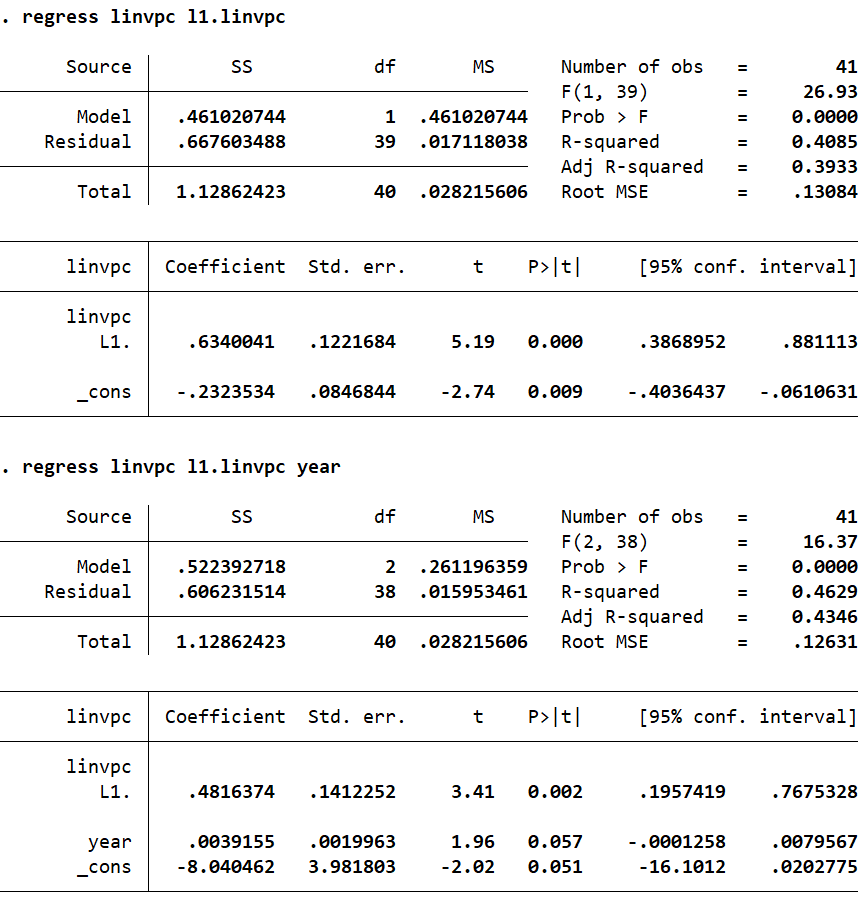 . regress linvpc l1.linvpc
Source SS df MS Number of obs = 41
F(1, 39) = 26.93
Model .461020744 1 .461020744 Prob > F = 0.0000
Residual .667603488 39 .017118038 R-squared = 0.4085
Adj R-squared = 0.3933
Total 1.12862423 40 .028215606 Root MSE = .13084
linvpc Coefficient Std. err. t P>|t| [95% conf. interval]
linvpc
L1. .6340041 .1221684 5.19 0.000 .3868952 .881113
_cons -.2323534 .0846844 -2.74 0.009 -.4036437 -.0610631
. regress linvpc l1.linvpc year
Source SS df MS Number of obs = 41
F(2, 38) = 16.37
Model .522392718 2 .261196359 Prob > F = 0.0000
Residual .606231514 38 .015953461 R-squared = 0.4629
Adj R-squared = 0.4346
Total 1.12862423 40 .028215606 Root MSE = .12631
linvpc Coefficient Std. err. t P>|t| [95% conf. interval]
linvpc
L1. .4816374 .1412252 3.41 0.002 .1957419 .7675328
year .0039155 .0019963 1.96 0.057 -.0001258 .0079567
_cons -8.040462 3.981803 -2.02 0.051 -16.1012 .0202775